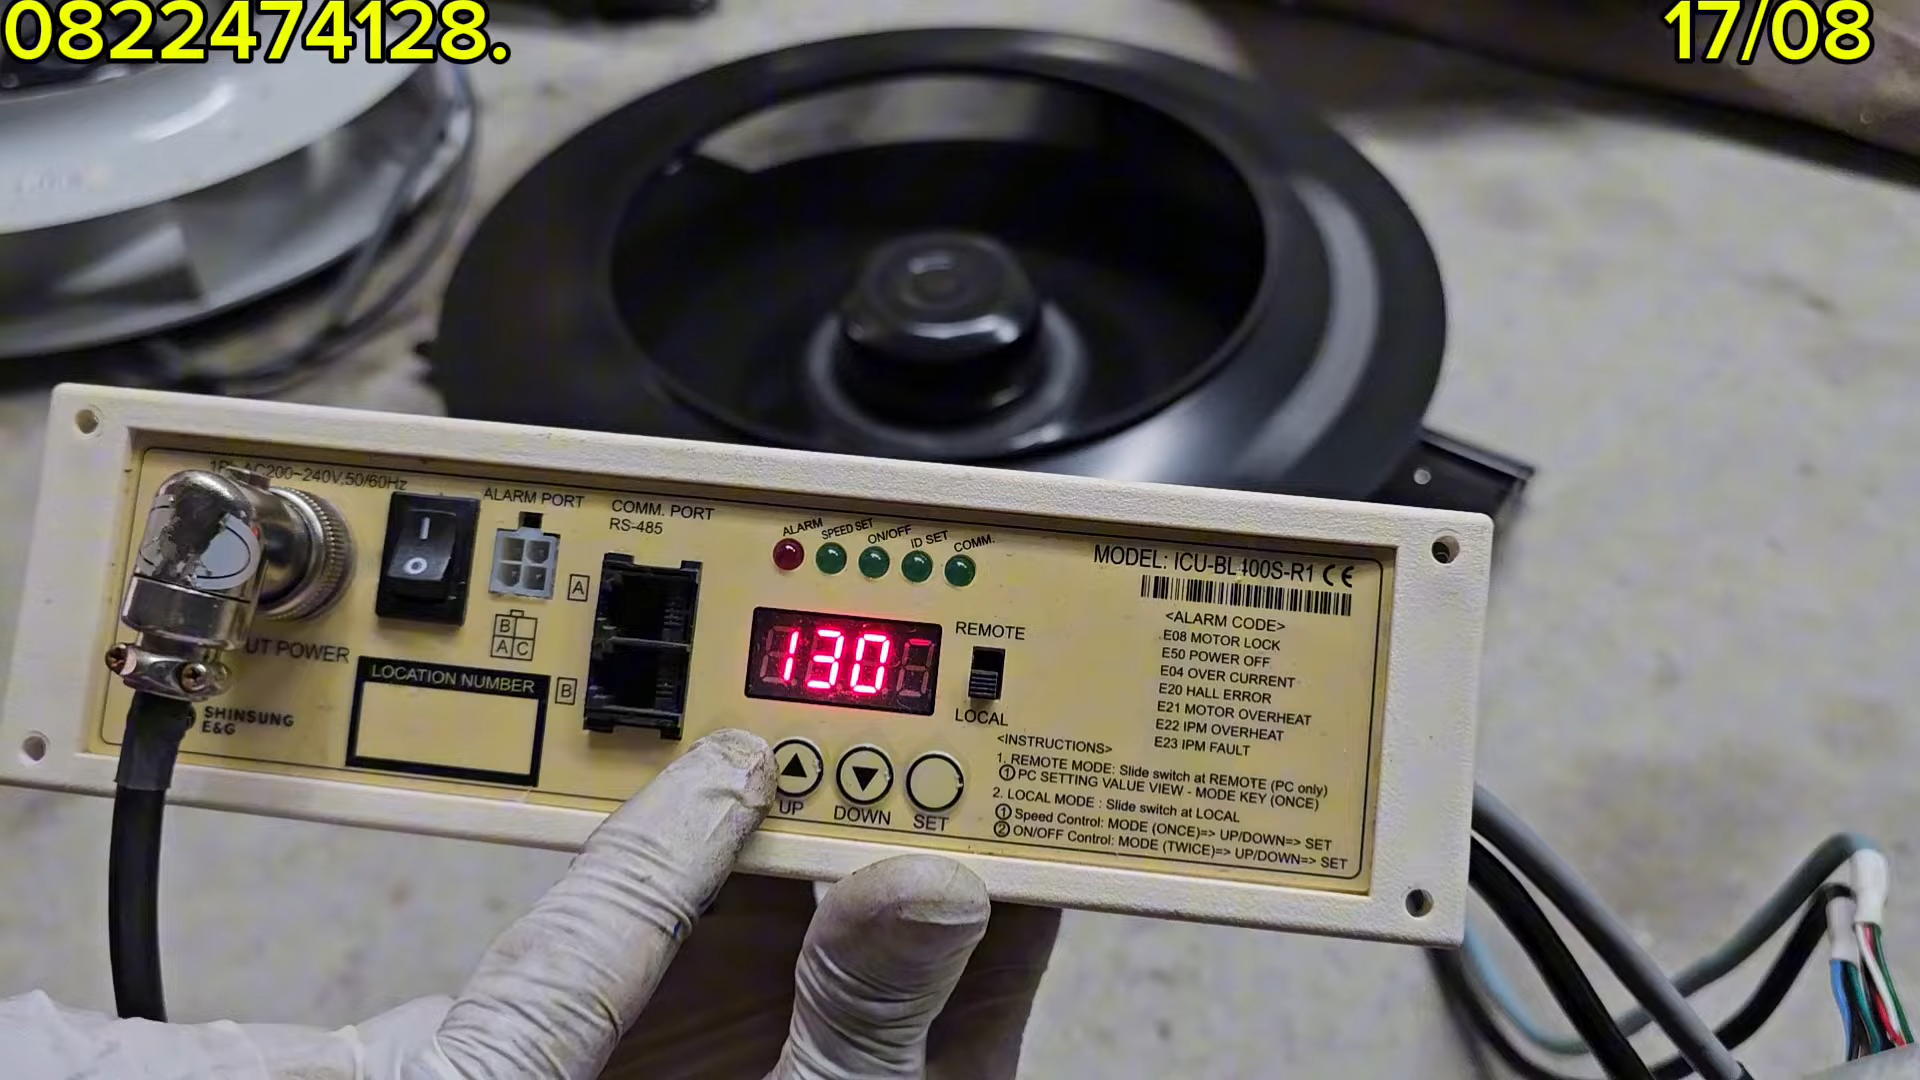 0822474128.
17/08
AC200~240V,50/60Hz
ALARM PORT
COMM. PORT
RS-485
ALARM
SPEED SET
ON/OFF
ID SET
COMM.
MODEL: ICU-BL400S-R1 CE
<ALARM CODE>
E08 MOTOR LOCK
E50 POWER OFF
E04 OVER CURRENT
E20 HALL ERROR
E21 MOTOR OVERHEAT
E22 IPM OVERHEAT
E23 IPM FAULT
I
O
A
B
B
A C
130
REMOTE
LOCAL
UT POWER
LOCATION NUMBER
SHINSUNG
E&G
UP
DOWN
SET
<INSTRUCTIONS>
1. REMOTE MODE: Slide switch at REMOTE (PC only)
① PC SETTING VALUE VIEW - MODE KEY (ONCE)
2. LOCAL MODE : Slide switch at LOCAL
① Speed Control: MODE (ONCE)=> UP/DOWN=> SET
② ON/OFF Control: MODE (TWICE)=> UP/DOWN=> SET